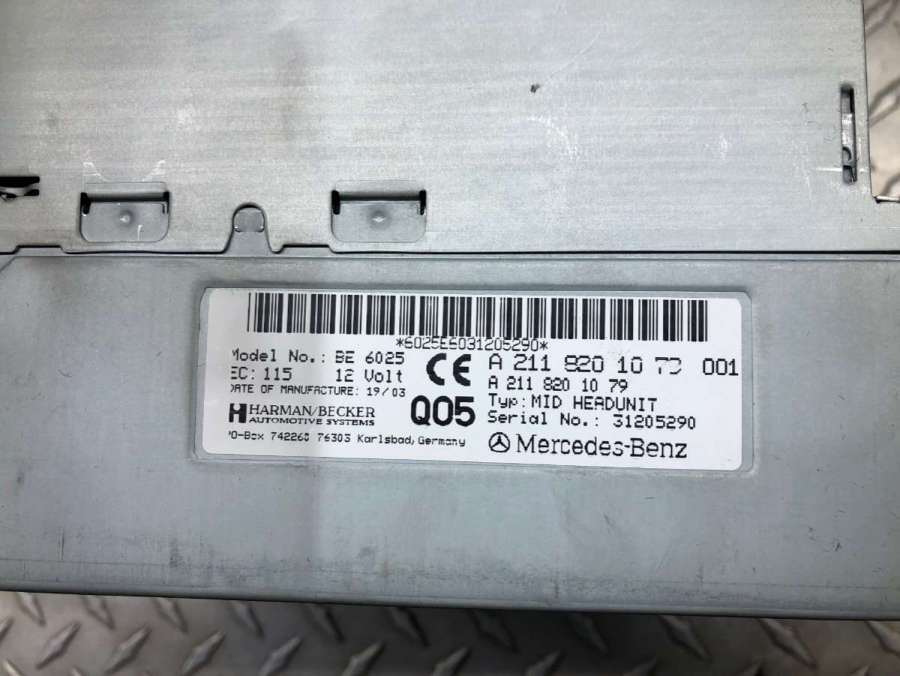 *6025E6031205290*
Model No.: BE 6025
EC: 115 12 Volt
DATE OF MANUFACTURE: 19/03
HARMAN/BECKER
AUTOMOTIVE SYSTEMS
PO-Box 742260 76303 Karlsbad, Germany
CE
Q05
A 211 820 10 79 001
A 211 820 10 79
Typ: MID HEADUNIT
Serial No.: 31205290
Mercedes-Benz